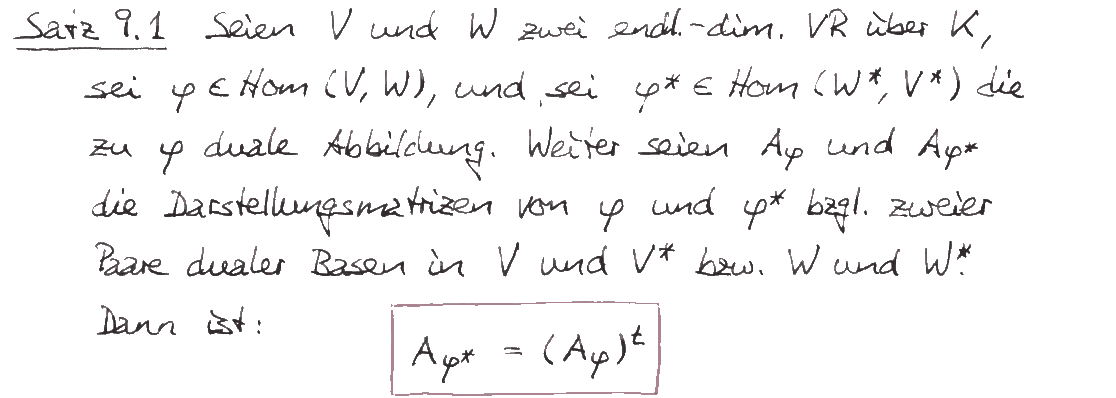 Satz 9.1 Seien V und W zwei endl.-dim. VR über K,
sei φ ∈ Hom (V, W), und sei φ* ∈ Hom (W*, V*) die
zu φ duale Abbildung. Weiter seien Aφ und Aφ*
die Darstellungsmatrizen von φ und φ* bzgl. zweier
Paare dualer Basen in V und V* bzw. W und W*.
Dann ist:
Aφ* = (Aφ)ᵗ